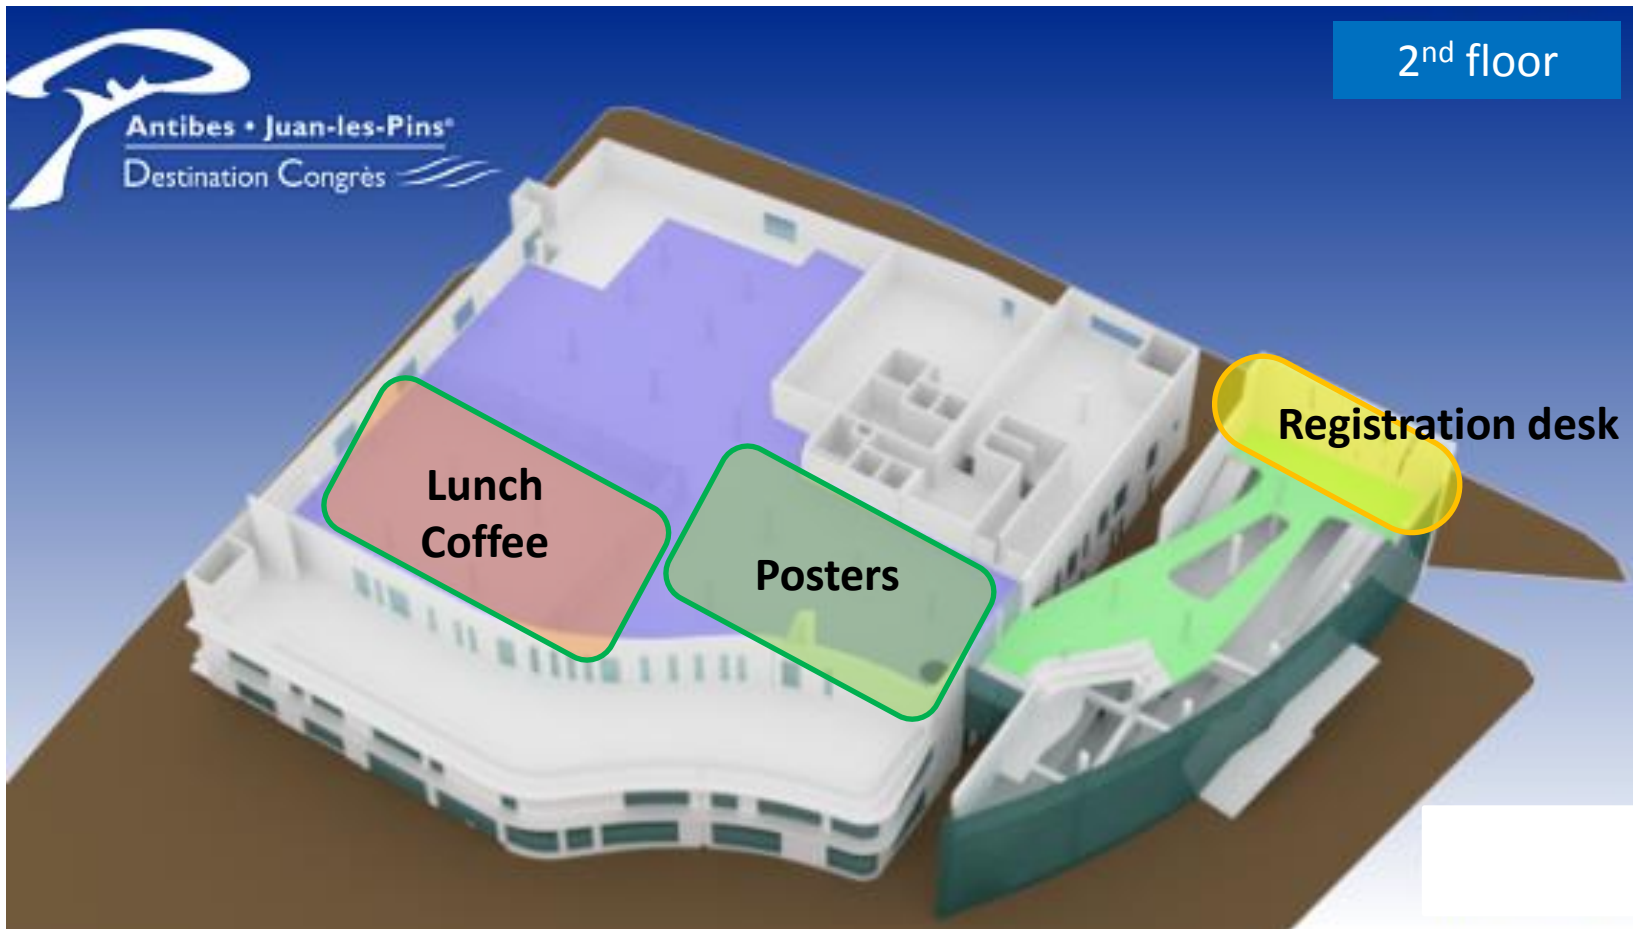 2nd floor
Antibes • Juan-les-Pins®
Destination Congrès
Registration desk
Lunch
Coffee
Posters